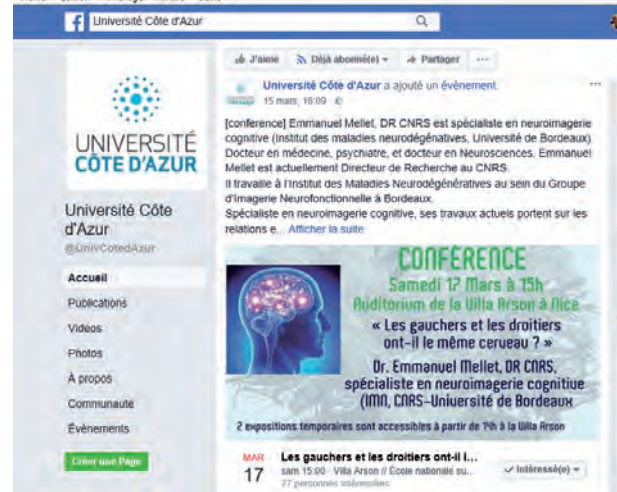 Université Côte d'Azur
J'aime Déjà abonné(e) Partager ...
Université Côte d'Azur a ajouté un évènement.
15 mars, 16:09
[conférence] Emmanuel Mellet, DR CNRS est spécialiste en neuroimagerie
cognitive (Institut des maladies neurodégénatives, Université de Bordeaux)
Docteur en médecine, psychiatre, et docteur en Neurosciences, Emmanuel
Mellet est actuellement Directeur de Recherche au CNRS.
Il travaille à l'Institut des Maladies Neurodégénératives au sein du Groupe
d'Imagerie Neurofonctionnelle à Bordeaux.
Spécialiste en neuroimagerie cognitive, ses travaux actuels portent sur les
relations e... Afficher la suite
UNIVERSITÉ
CÔTE D'AZUR
Université Côte
d'Azur
@UnivCotedAzur
Accueil
Publications
Vidéos
Photos
À propos
Communauté
Évènements
Créer une Page
CONFÉRENCE
Samedi 17 Mars à 15h
Auditorium de la Villa Arson à Nice
« Les gauchers et les droitiers
ont-il le même cerveau ? »
Dr. Emmanuel Mellet, DR CNRS,
spécialiste en neuroimagerie cognitive
(IMN, CNRS-Université de Bordeaux
2 expositions temporaires sont accessibles à partir de 14h à la Villa Arson
MAR
17
Les gauchers et les droitiers ont-il l...
sam 15:00 · Villa Arson // École nationale su...
77 personnes intéressées
Intéressé(e)